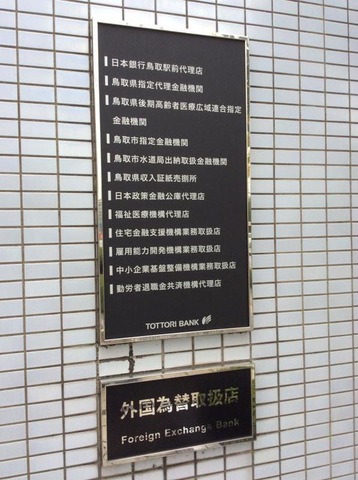 日本銀行鳥取駅前代理店
鳥取県指定代理金融機関
鳥取県後期高齢者医療広域連合指定
金融機関
鳥取市指定金融機関
鳥取市水道局出納取扱金融機関
鳥取県収入証紙売捌所
日本政策金融公庫代理店
福祉医療機構代理店
住宅金融支援機構業務取扱店
雇用能力開発機構業務取扱店
中小企業基盤整備機構業務取扱店
勤労者退職金共済機構代理店
TOTTORI BANK
外国為替取扱店
Foreign Exchange Bank